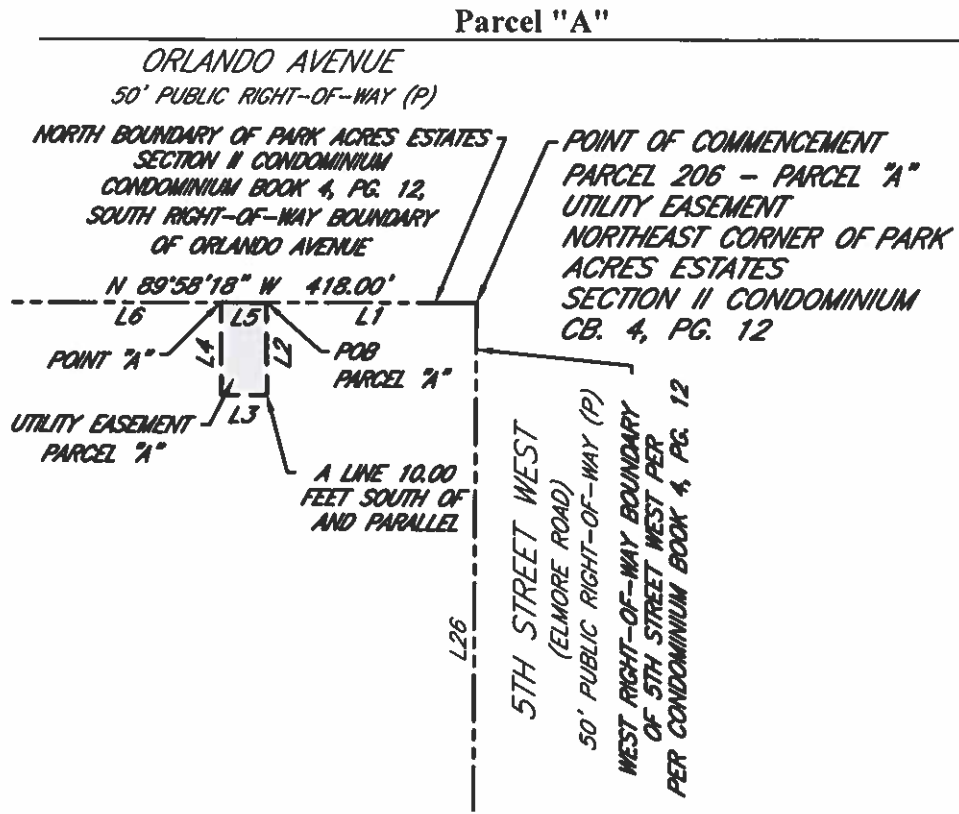 Parcel "A"
ORLANDO AVENUE
50' PUBLIC RIGHT-OF-WAY (P)
NORTH BOUNDARY OF PARK ACRES ESTATES
SECTION II CONDOMINIUM
CONDOMINIUM BOOK 4, PG. 12,
SOUTH RIGHT-OF-WAY BOUNDARY
OF ORLANDO AVENUE
POINT OF COMMENCEMENT
PARCEL 206 - PARCEL "A"
UTILITY EASEMENT
NORTHEAST CORNER OF PARK
ACRES ESTATES
SECTION II CONDOMINIUM
CB. 4, PG. 12
N 89°58'18" W 418.00'
L6
L5
L1
POINT "A"
L4
L2
POB
PARCEL "A"
L3
UTILITY EASEMENT
PARCEL "A"
A LINE 10.00
FEET SOUTH OF
AND PARALLEL
L26
5TH STREET WEST
(ELMORE ROAD)
50' PUBLIC RIGHT-OF-WAY (P)
WEST RIGHT-OF-WAY BOUNDARY
OF 5TH STREET WEST PER
PER CONDOMINIUM BOOK 4, PG. 12